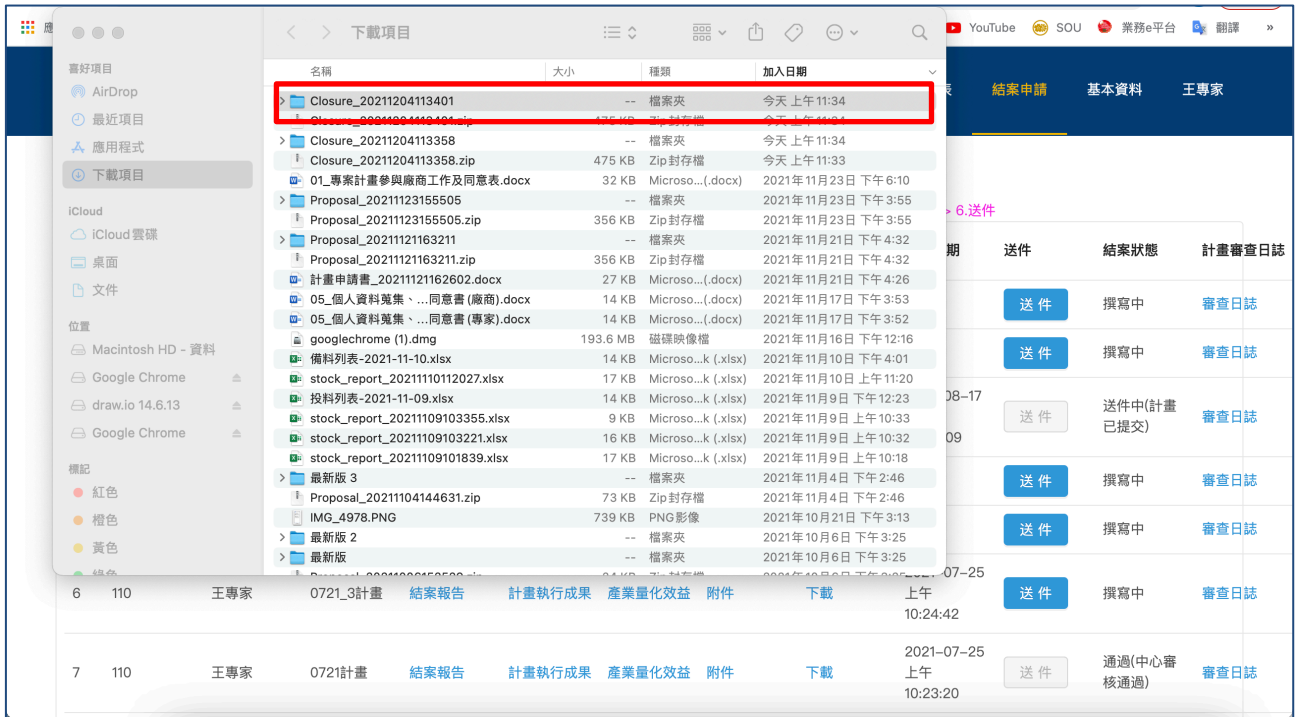 應
YouTube SOU 業務e平台 翻譯 »
下載項目
結案申請 基本資料 王專家
喜好項目
AirDrop
最近項目
應用程式
下載項目
iCloud
iCloud 雲碟
桌面
文件
位置
Macintosh HD - 資料
Google Chrome
draw.io 14.6.13
Google Chrome
標記
紅色
橙色
黃色
綠色
名稱 大小 種類 加入日期
Closure_20211204113401 -- 檔案夾 今天 上午11:34
Closure_20211204113401.zip 475 KB Zip封存檔 今天 上午11:34
Closure_20211204113358 -- 檔案夾 今天 上午11:34
Closure_20211204113358.zip 475 KB Zip封存檔 今天 上午11:33
01_專案計畫參與廠商工作及同意表.docx 32 KB Microso...(.docx) 2021年11月23日 下午6:10
Proposal_20211123155505 -- 檔案夾 2021年11月23日 下午3:55
Proposal_20211123155505.zip 356 KB Zip封存檔 2021年11月23日 下午3:55
Proposal_20211121163211 -- 檔案夾 2021年11月21日 下午4:32
Proposal_20211121163211.zip 356 KB Zip封存檔 2021年11月21日 下午4:32
計畫申請書_20211121162602.docx 27 KB Microso...(.docx) 2021年11月21日 下午4:26
05_個人資料蒐集、...同意書(廠商).docx 14 KB Microso...(.docx) 2021年11月17日 下午3:53
05_個人資料蒐集、...同意書(專家).docx 14 KB Microso...(.docx) 2021年11月17日 下午3:52
googlechrome (1).dmg 193.6 MB 磁碟映像檔 2021年11月16日 下午12:16
備料列表-2021-11-10.xlsx 14 KB Microso...k (.xlsx) 2021年11月10日 下午4:01
stock_report_20211110112027.xlsx 17 KB Microso...k (.xlsx) 2021年11月10日 上午11:20
投料列表-2021-11-09.xlsx 14 KB Microso...k (.xlsx) 2021年11月9日 下午12:23
stock_report_20211109103355.xlsx 9 KB Microso...k (.xlsx) 2021年11月9日 上午10:33
stock_report_20211109103221.xlsx 16 KB Microso...k (.xlsx) 2021年11月9日 上午10:32
stock_report_20211109101839.xlsx 17 KB Microso...k (.xlsx) 2021年11月9日 上午10:18
最新版 3 -- 檔案夾 2021年11月4日 下午2:46
Proposal_20211104144631.zip 73 KB Zip封存檔 2021年11月4日 下午2:46
IMG_4978.PNG 739 KB PNG影像 2021年10月21日 下午3:13
最新版 2 -- 檔案夾 2021年10月6日 下午3:25
最新版 -- 檔案夾 2021年10月6日 下午3:25
> 6.送件
期 送件 結案狀態 計畫審查日誌
送件 撰寫中 審查日誌
送件 撰寫中 審查日誌
08-17
09 送件 送件中(計畫
已提交) 審查日誌
送件 撰寫中 審查日誌
送件 撰寫中 審查日誌
6 110 王專家 0721_3計畫 結案報告 計畫執行成果 產業量化效益 附件 下載 2021-07-25
上午
10:24:42 送件 撰寫中 審查日誌
7 110 王專家 0721計畫 結案報告 計畫執行成果 產業量化效益 附件 下載 2021-07-25
上午
10:23:20 送件 通過(中心審
核通過) 審查日誌